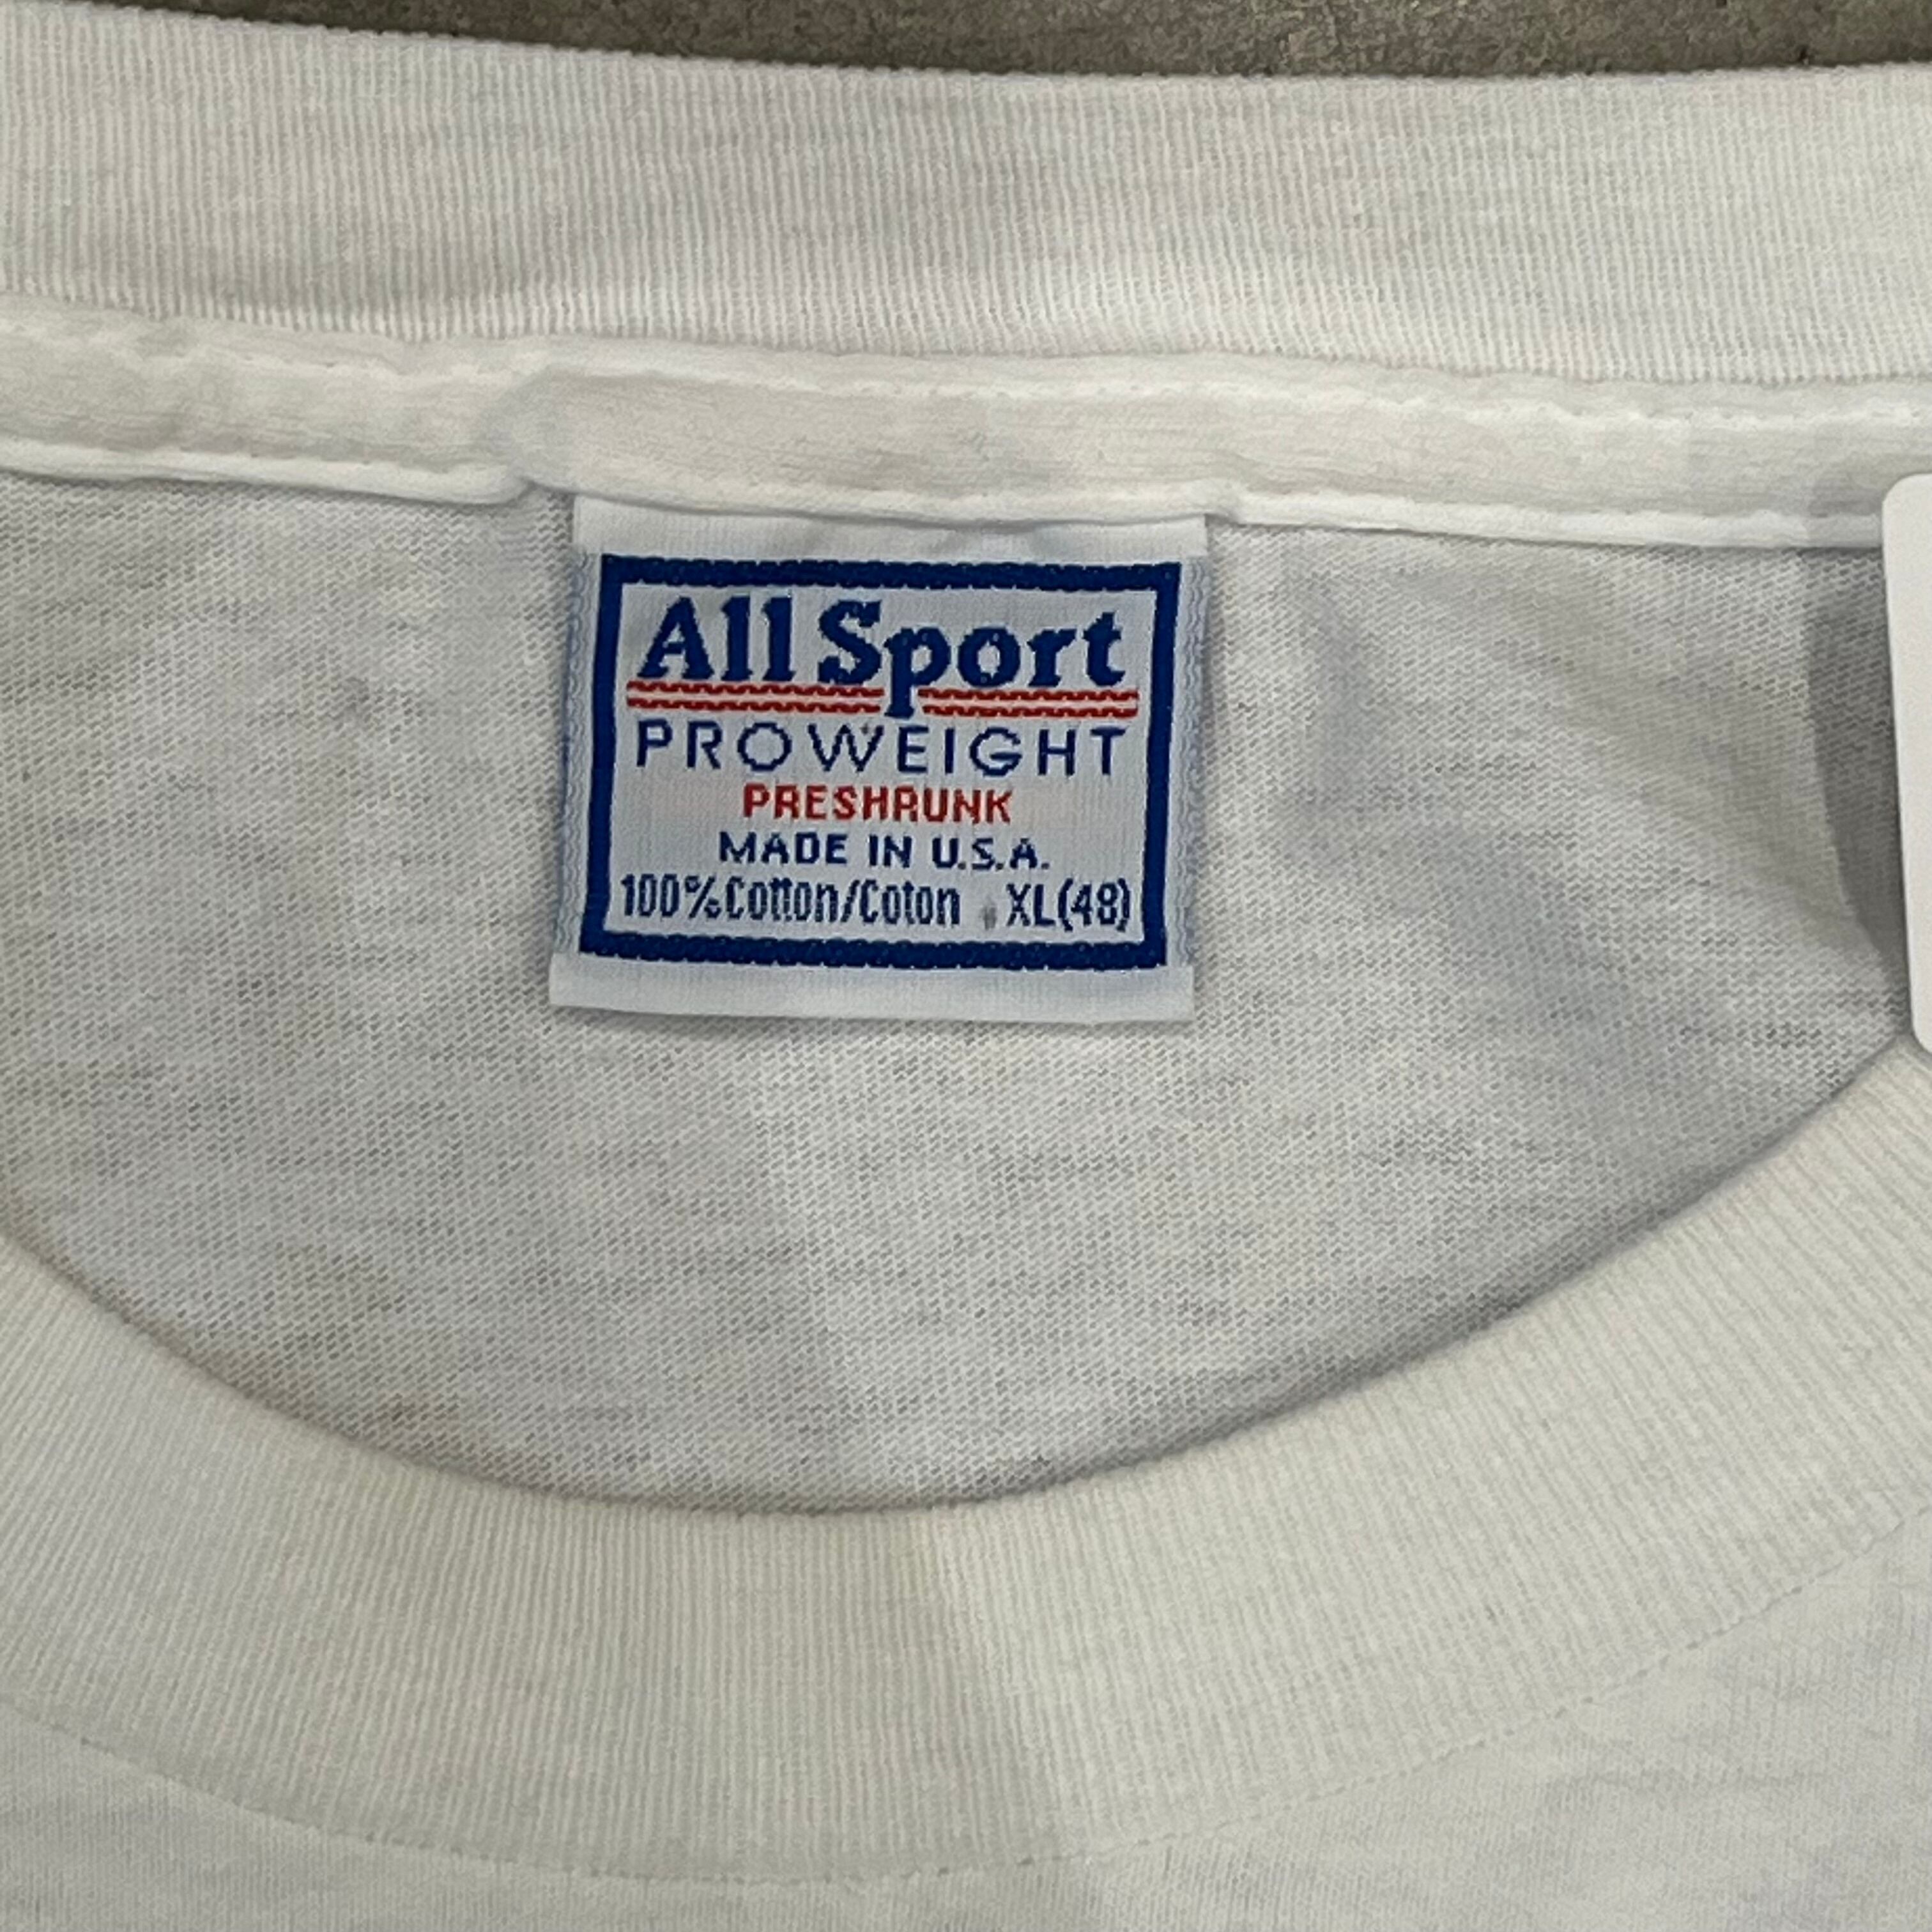 All Sport
PROWEIGHT
PRESHRUNK
MADE IN U.S.A.
100% Cotton/Coton XL(48)